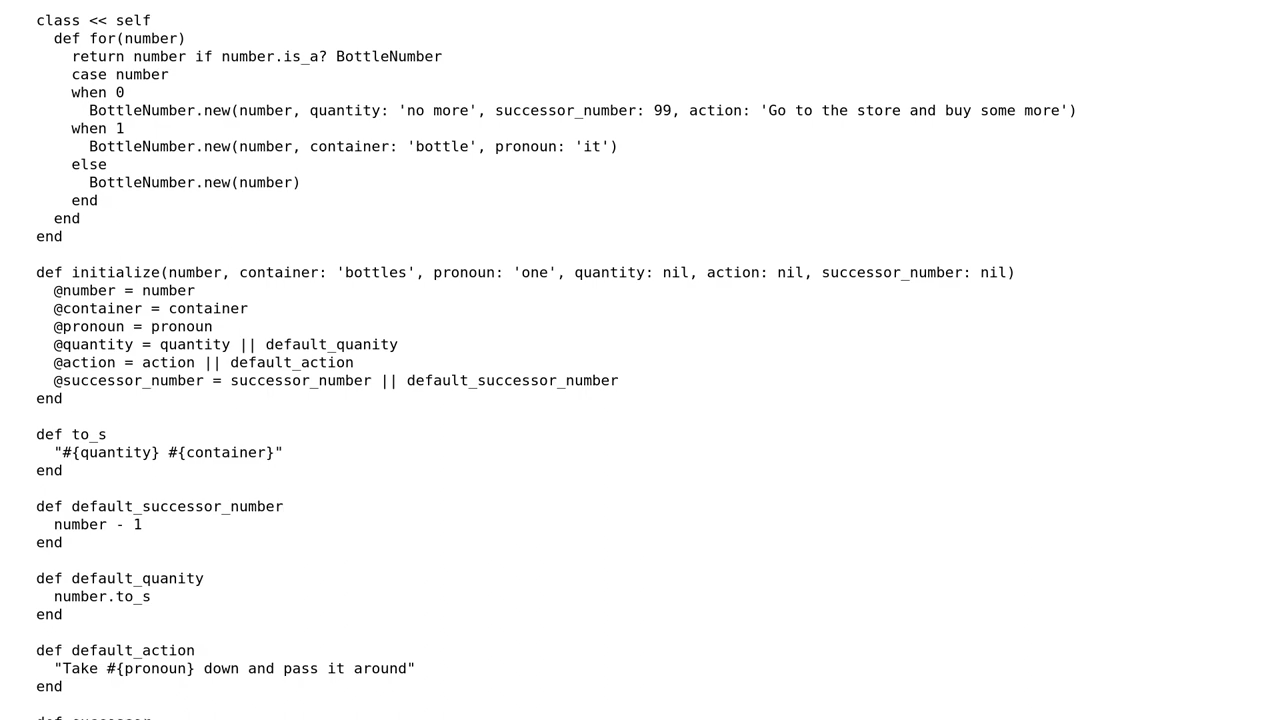 class << self
  def for(number)
    return number if number.is_a? BottleNumber
    case number
    when 0
      BottleNumber.new(number, quantity: 'no more', successor_number: 99, action: 'Go to the store and buy some more')
    when 1
      BottleNumber.new(number, container: 'bottle', pronoun: 'it')
    else
      BottleNumber.new(number)
    end
  end
end

def initialize(number, container: 'bottles', pronoun: 'one', quantity: nil, action: nil, successor_number: nil)
  @number = number
  @container = container
  @pronoun = pronoun
  @quantity = quantity || default_quanity
  @action = action || default_action
  @successor_number = successor_number || default_successor_number
end

def to_s
  "#{quantity} #{container}"
end

def default_successor_number
  number - 1
end

def default_quanity
  number.to_s
end

def default_action
  "Take #{pronoun} down and pass it around"
end